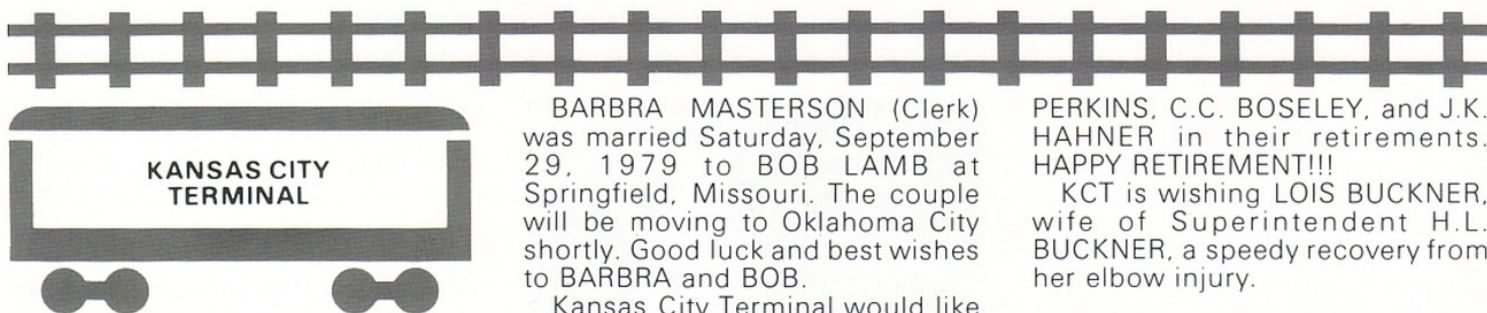 KANSAS CITY
TERMINAL
BARBRA MASTERSON (Clerk)
was married Saturday, September
29, 1979 to BOB LAMB at
Springfield, Missouri. The couple
will be moving to Oklahoma City
shortly. Good luck and best wishes
to BARBRA and BOB.
Kansas City Terminal would like
PERKINS, C.C. BOSELEY, and J.K.
HAHNER in their retirements.
HAPPY RETIREMENT!!!
KCT is wishing LOIS BUCKNER,
wife of Superintendent H.L.
BUCKNER, a speedy recovery from
her elbow injury.